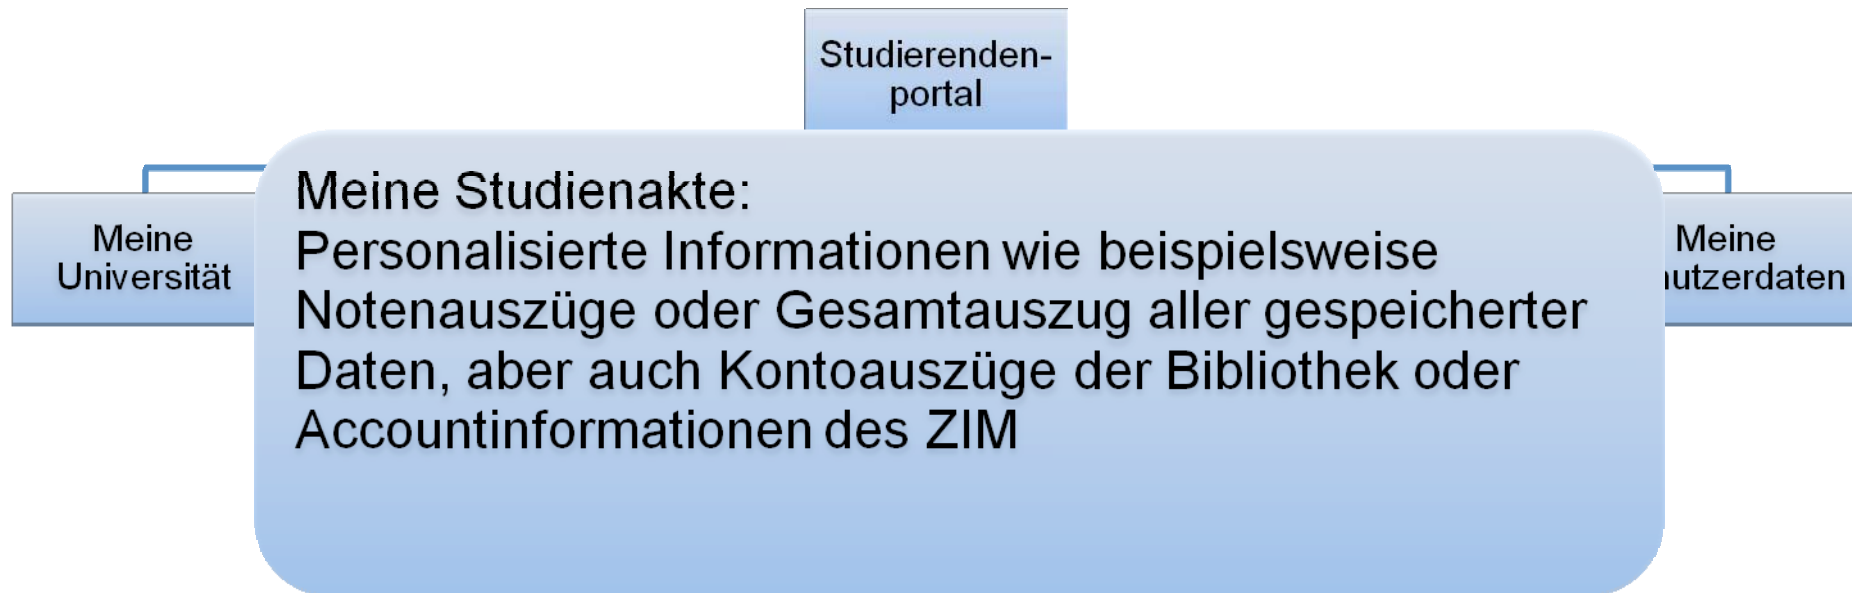 Studierenden-
portal
Meine Studienakte:
Personalisierte Informationen wie beispielsweise
Notenauszüge oder Gesamtauszug aller gespeicherter
Daten, aber auch Kontoauszüge der Bibliothek oder
Accountinformationen des ZIM
Meine
Universität
Meine